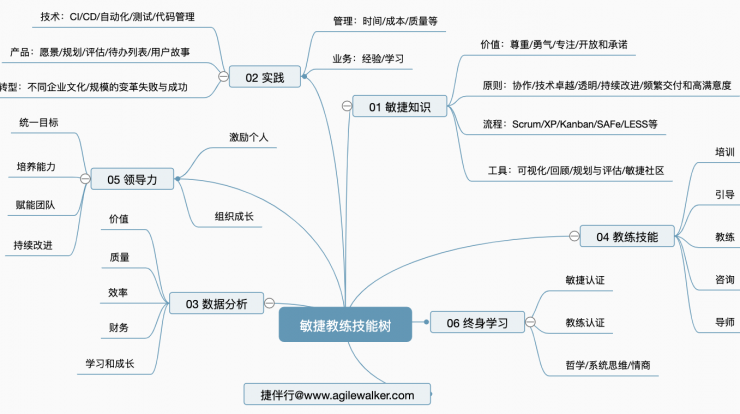 敏捷教练技能树
01 敏捷知识
价值：尊重/勇气/专注/开放和承诺
原则：协作/技术卓越/透明/持续改进/频繁交付和高满意度
流程：Scrum/XP/Kanban/SAFe/LESS等
工具：可视化/回顾/规划与评估/敏捷社区
02 实践
技术：CI/CD/自动化/测试/代码管理
产品：愿景/规划/评估/待办列表/用户故事
转型：不同企业文化/规模的变革失败与成功
管理：时间/成本/质量等
业务：经验/学习
03 数据分析
价值
质量
效率
财务
学习和成长
04 教练技能
培训
引导
教练
咨询
导师
05 领导力
统一目标
培养能力
赋能团队
持续改进
激励个人
组织成长
06 终身学习
敏捷认证
教练认证
哲学/系统思维/情商
捷伴行@www.agilewalker.com